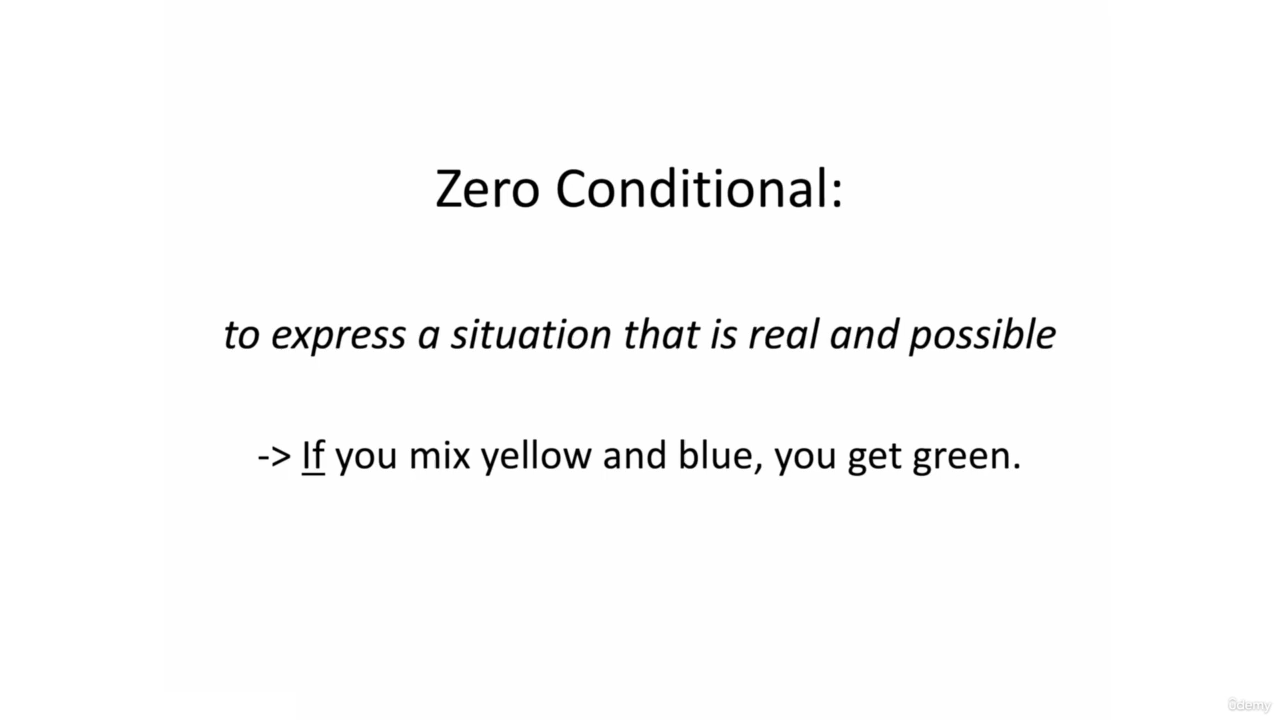 Zero Conditional:
to express a situation that is real and possible
-> If you mix yellow and blue, you get green.
ûdemy